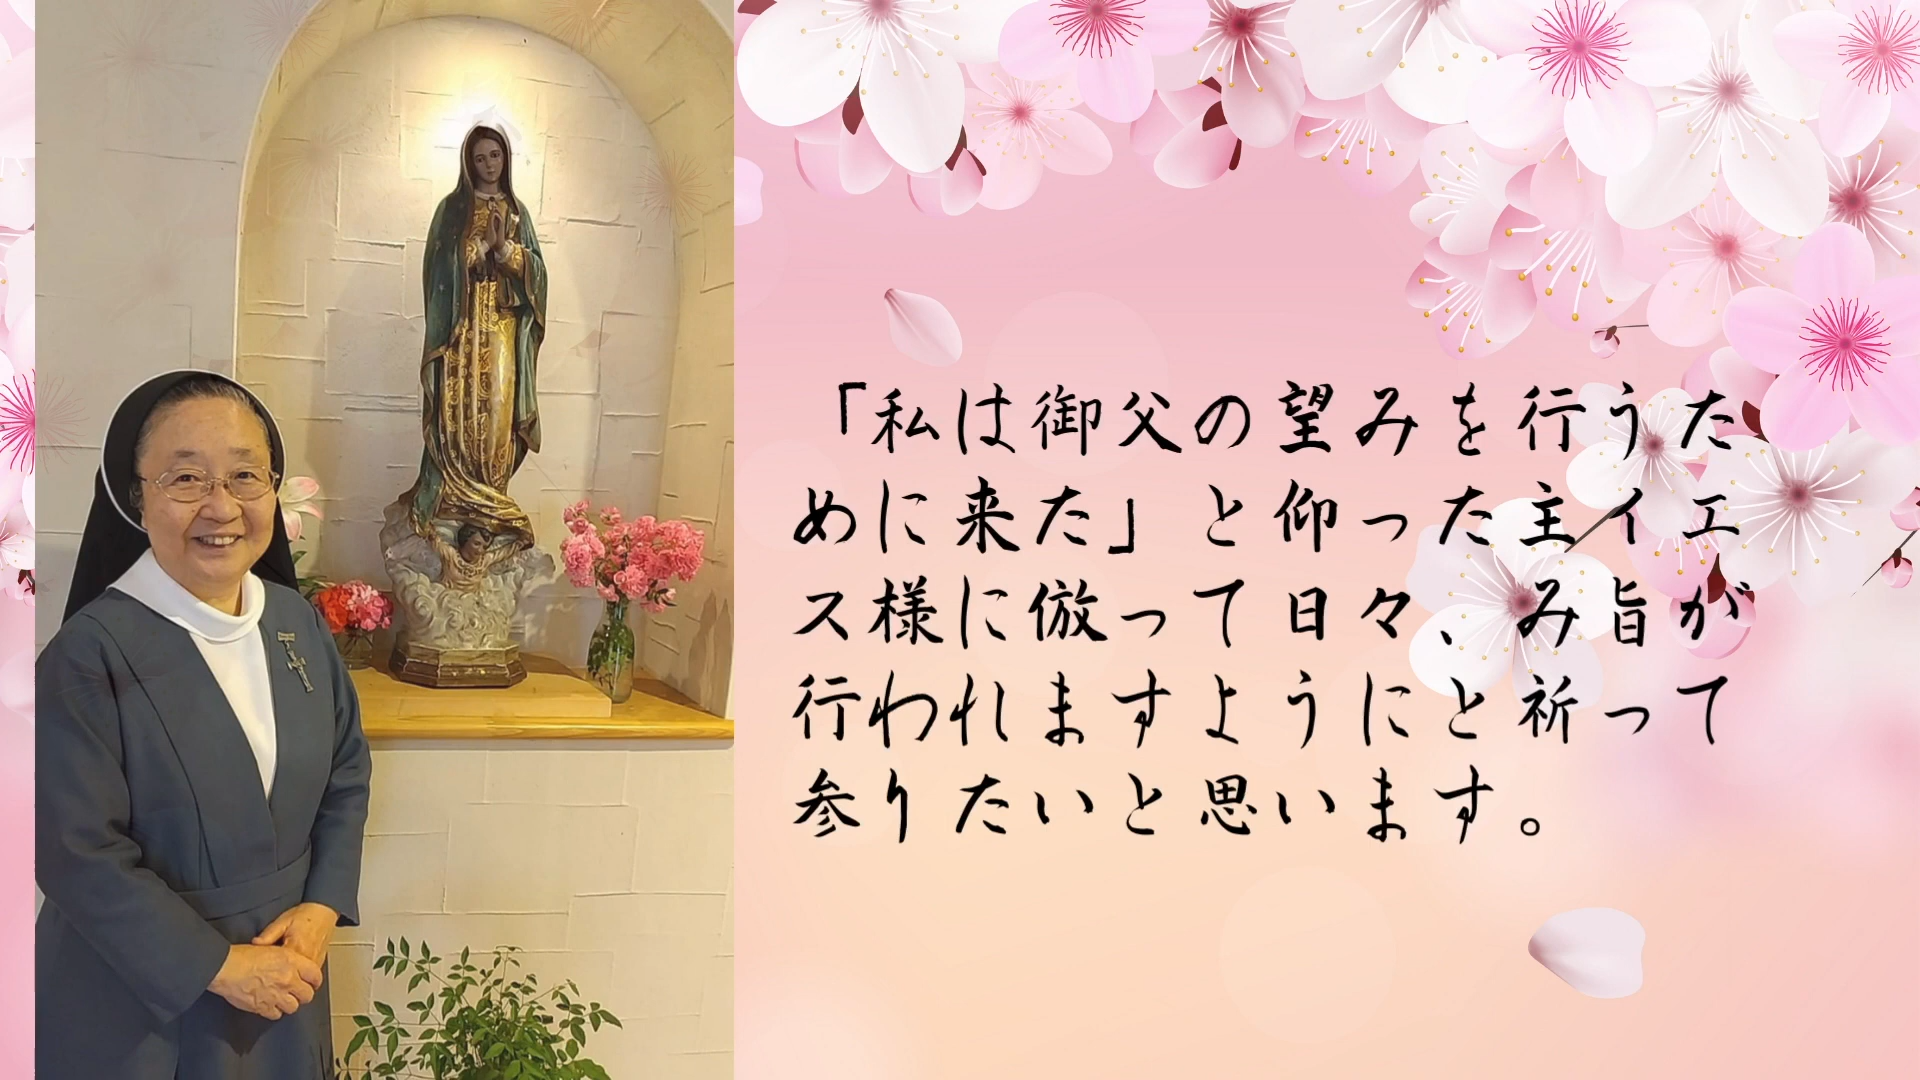 「私は御父の望みを行うた
めに来た」と仰った主イエ
ス様に倣って日々、み旨が
行われますようにと祈って
参りたいと思います。